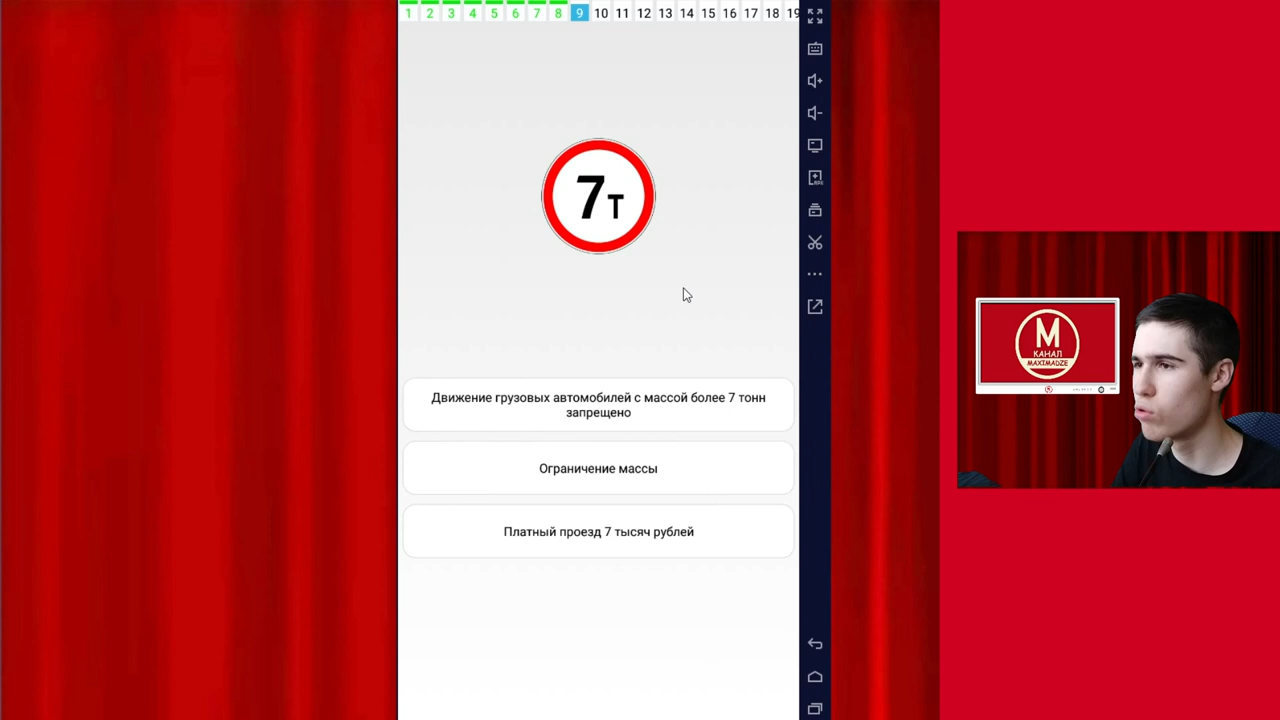 1 2 3 4 5 6 7 8 9 10 11 12 13 14 15 16 17 18 19
7т
Движение грузовых автомобилей с массой более 7 тонн
запрещено
Ограничение массы
Платный проезд 7 тысяч рублей
М
КАНАЛ
MAXIMADZE